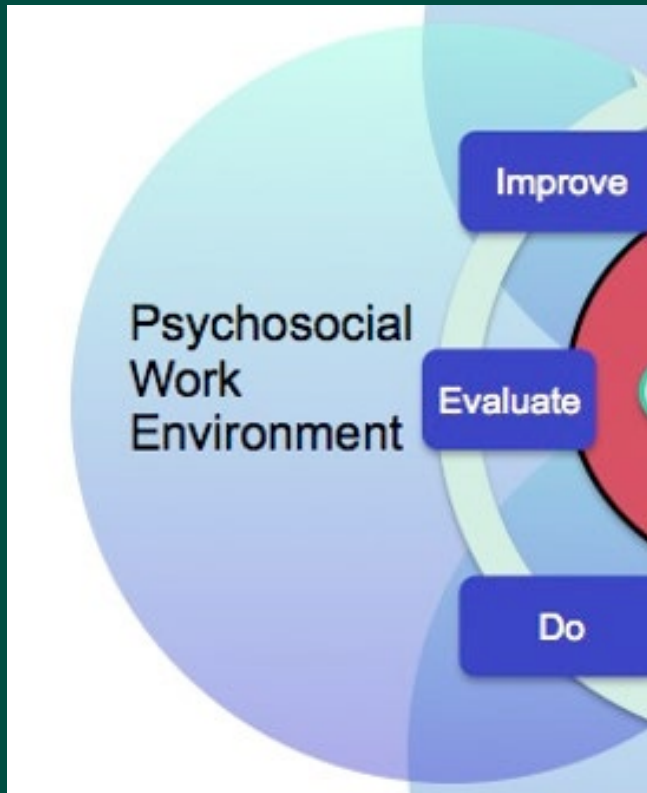 Improve
Psychosocial
Work
Environment
Evaluate
Do